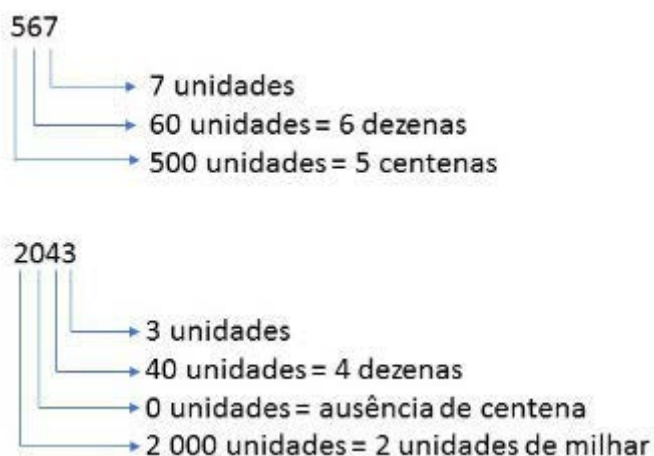 567
7 unidades
60 unidades = 6 dezenas
500 unidades = 5 centenas
2043
3 unidades
40 unidades = 4 dezenas
0 unidades = ausência de centena
2 000 unidades = 2 unidades de milhar